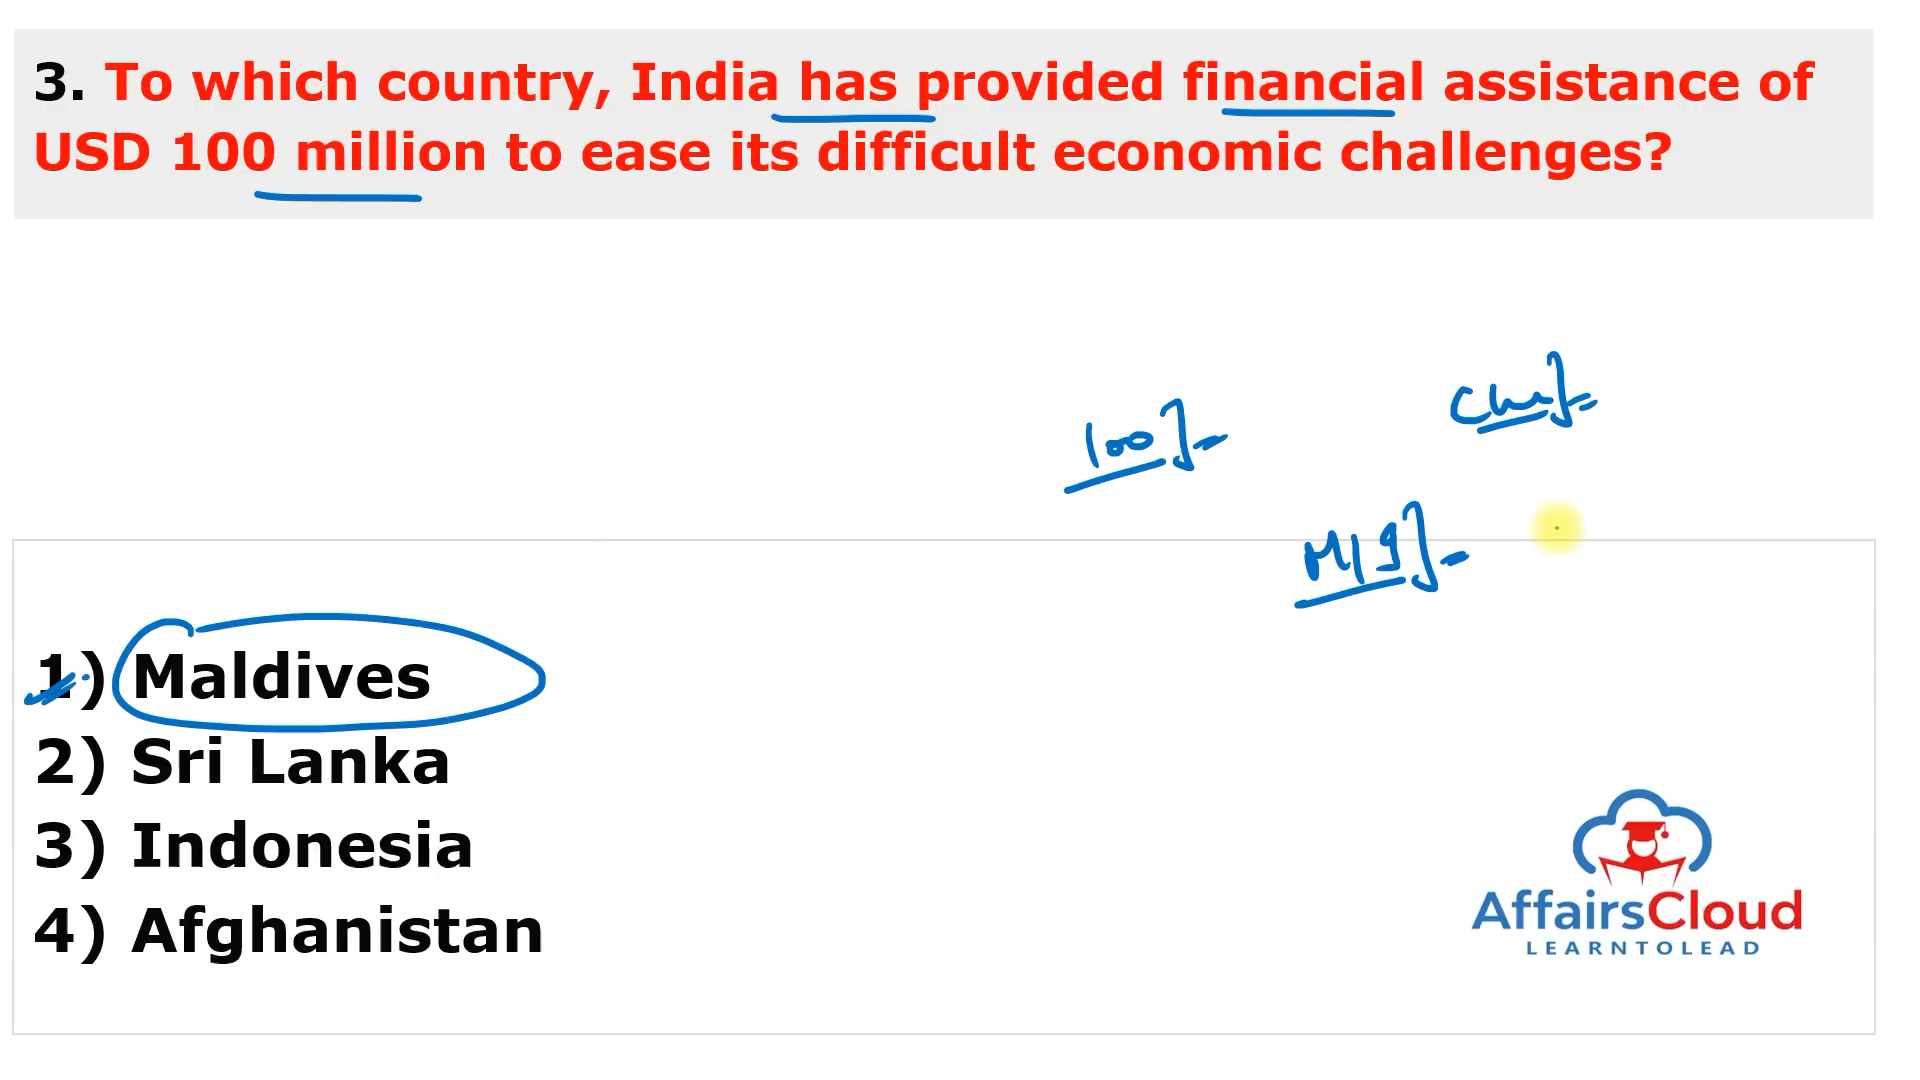 3. To which country, India has provided financial assistance of
USD 100 million to ease its difficult economic challenges?
100
1) Maldives
2) Sri Lanka
3) Indonesia
4) Afghanistan
AffairsCloud
LEARNTOLEAD